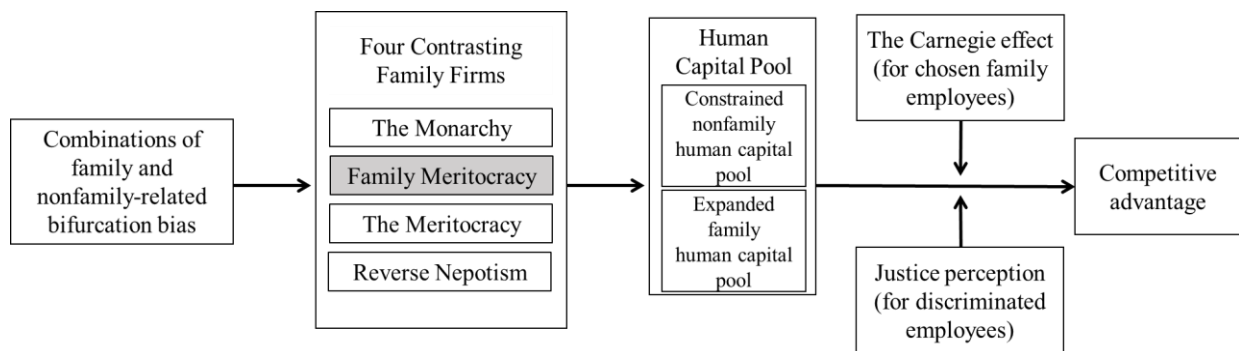 Combinations of
family and
nonfamily-related
bifurcation bias
Four Contrasting
Family Firms
The Monarchy
Family Meritocracy
The Meritocracy
Reverse Nepotism
Human
Capital Pool
Constrained
nonfamily
human capital
pool
Expanded
family
human capital
pool
The Carnegie effect
(for chosen family
employees)
Justice perception
(for discriminated
employees)
Competitive
advantage